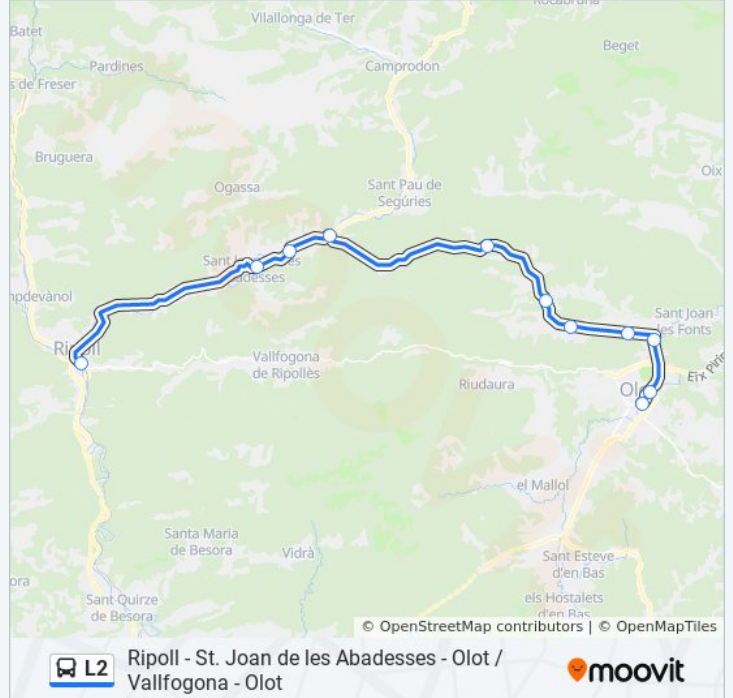 Rocabruna
Vilallonga de Ter
Batet
Beget
Pardines
Camprodon
s de Freser
Bruguera
Oix
Ogassa
Sant Pau de
Segúries
Sant J
es
adesses
mpdevànol
Sant Joan
les Fonts
Ripoll
Vallfogona
de Ripollès
Eix Piri
Riudaura
Olo
el Mallol
Santa Maria
de Besora
Vidrà
Sant Esteve
d'en Bas
ora
Sant Quirze
de Besora
els Hostalets
d'en Bas
© OpenStreetMap contributors | © OpenMapTiles
L2
Ripoll - St. Joan de les Abadesses - Olot /
Vallfogona - Olot
moovit